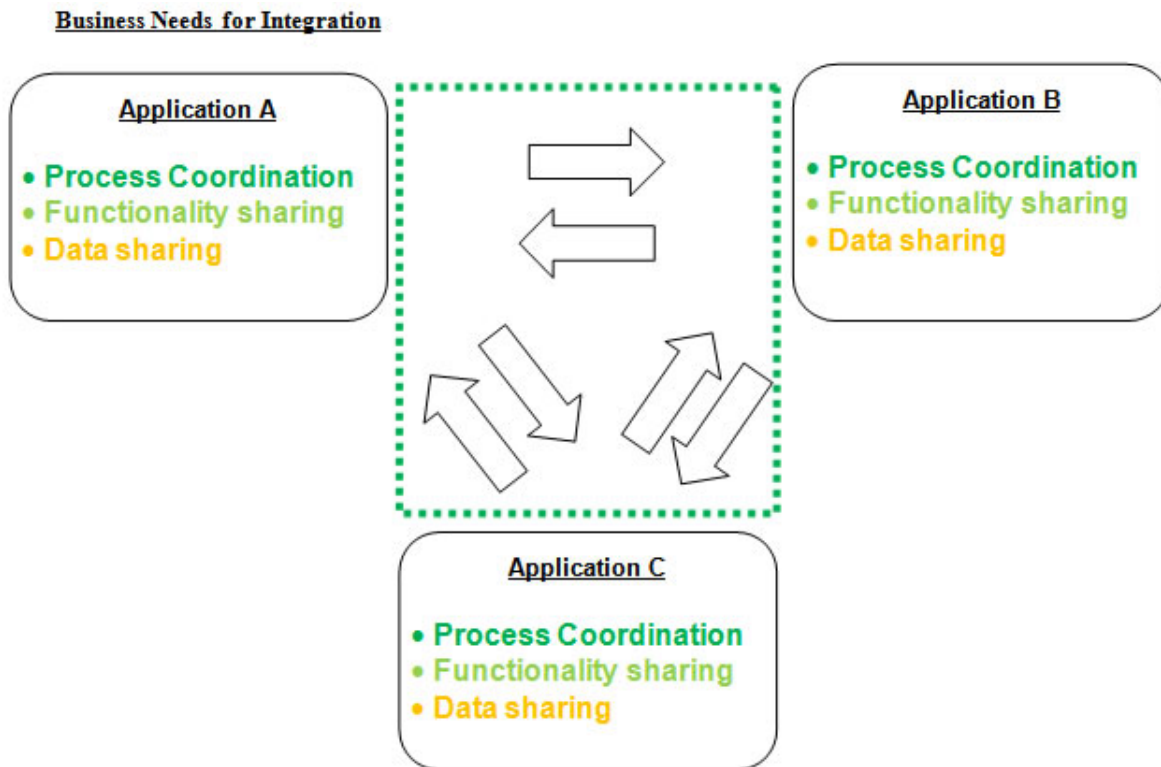 Business Needs for Integration
Application A
• Process Coordination
• Functionality sharing
• Data sharing
Application B
• Process Coordination
• Functionality sharing
• Data sharing
Application C
• Process Coordination
• Functionality sharing
• Data sharing